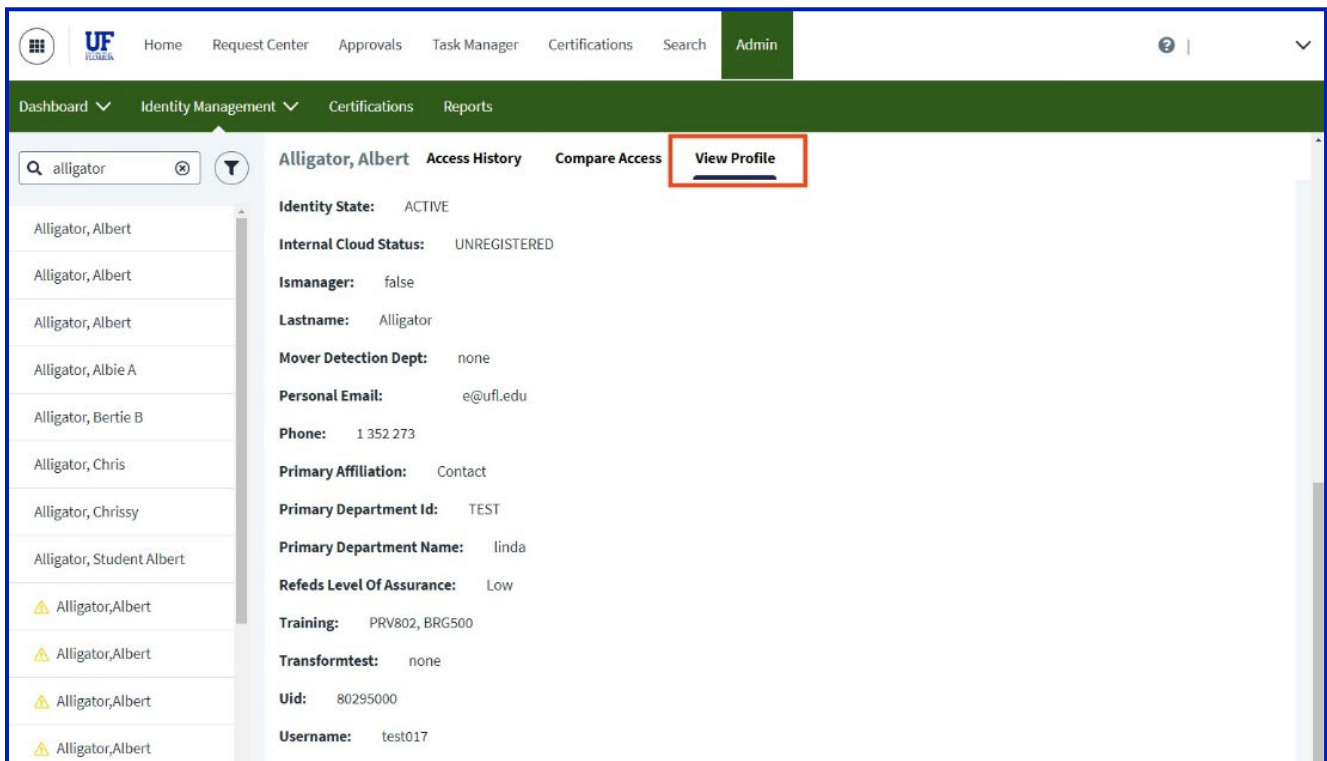 UF
UNIVERSITY of
FLORIDA
Home Request Center Approvals Task Manager Certifications Search Admin
Dashboard Identity Management Certifications Reports
alligator
Alligator, Albert
Alligator, Albert
Alligator, Albert
Alligator, Albie A
Alligator, Bertie B
Alligator, Chris
Alligator, Chrissy
Alligator, Student Albert
Alligator,Albert
Alligator,Albert
Alligator,Albert
Alligator,Albert
Alligator, Albert Access History Compare Access View Profile
Identity State: ACTIVE
Internal Cloud Status: UNREGISTERED
Ismanager: false
Lastname: Alligator
Mover Detection Dept: none
Personal Email: e@ufl.edu
Phone: 1 352 273
Primary Affiliation: Contact
Primary Department Id: TEST
Primary Department Name: linda
Refeds Level Of Assurance: Low
Training: PRV802, BRG500
Transformtest: none
Uid: 80295000
Username: test017